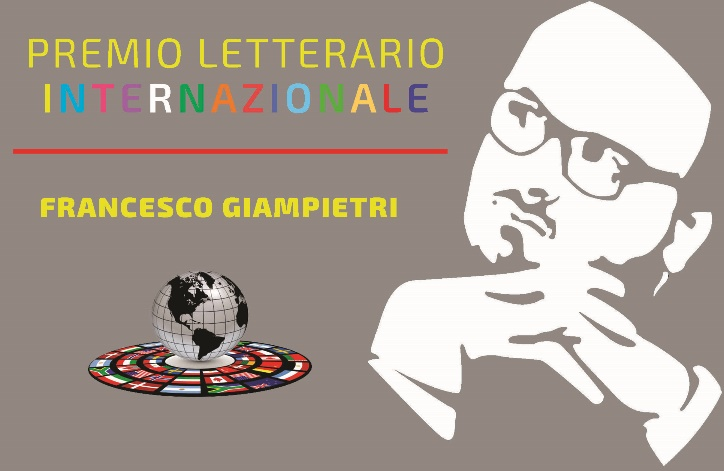 PREMIO LETTERARIO
INTERNAZIONALE
FRANCESCO GIAMPIETRI